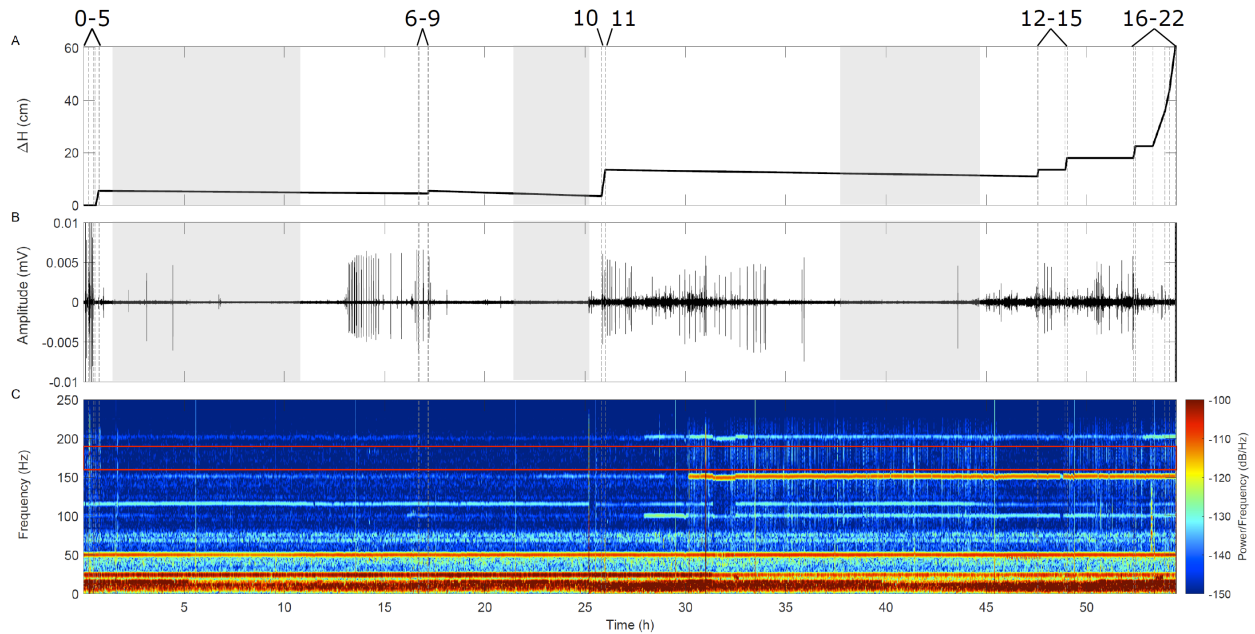 0-5 6-9 10 11 12-15 16-22
A
60
40
20
0
ΔH (cm)
B
0.01
0.005
0
-0.005
-0.01
Amplitude (mV)
C
250
200
150
100
50
0
Frequency (Hz)
5 10 15 20 25 30 35 40 45 50
Time (h)
-100
-110
-120
-130
-140
-150
Power/Frequency (dB/Hz)